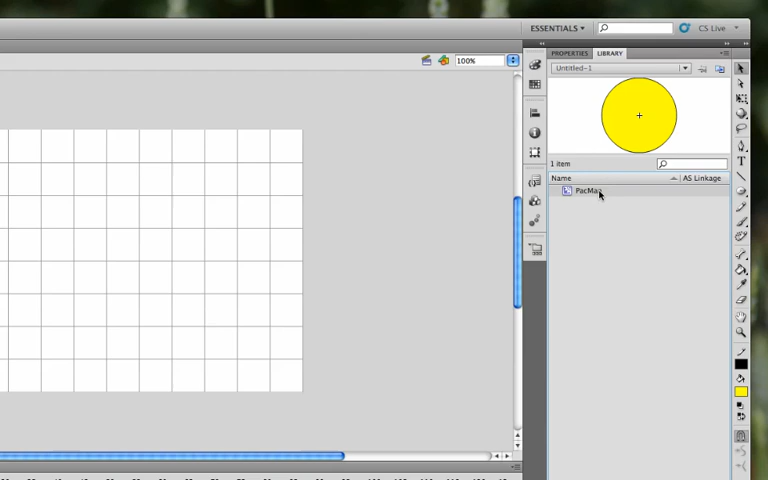 ESSENTIALS
CS Live
100%
PROPERTIES
LIBRARY
Untitled-1
1 item
Name
AS Linkage
PacMan
T